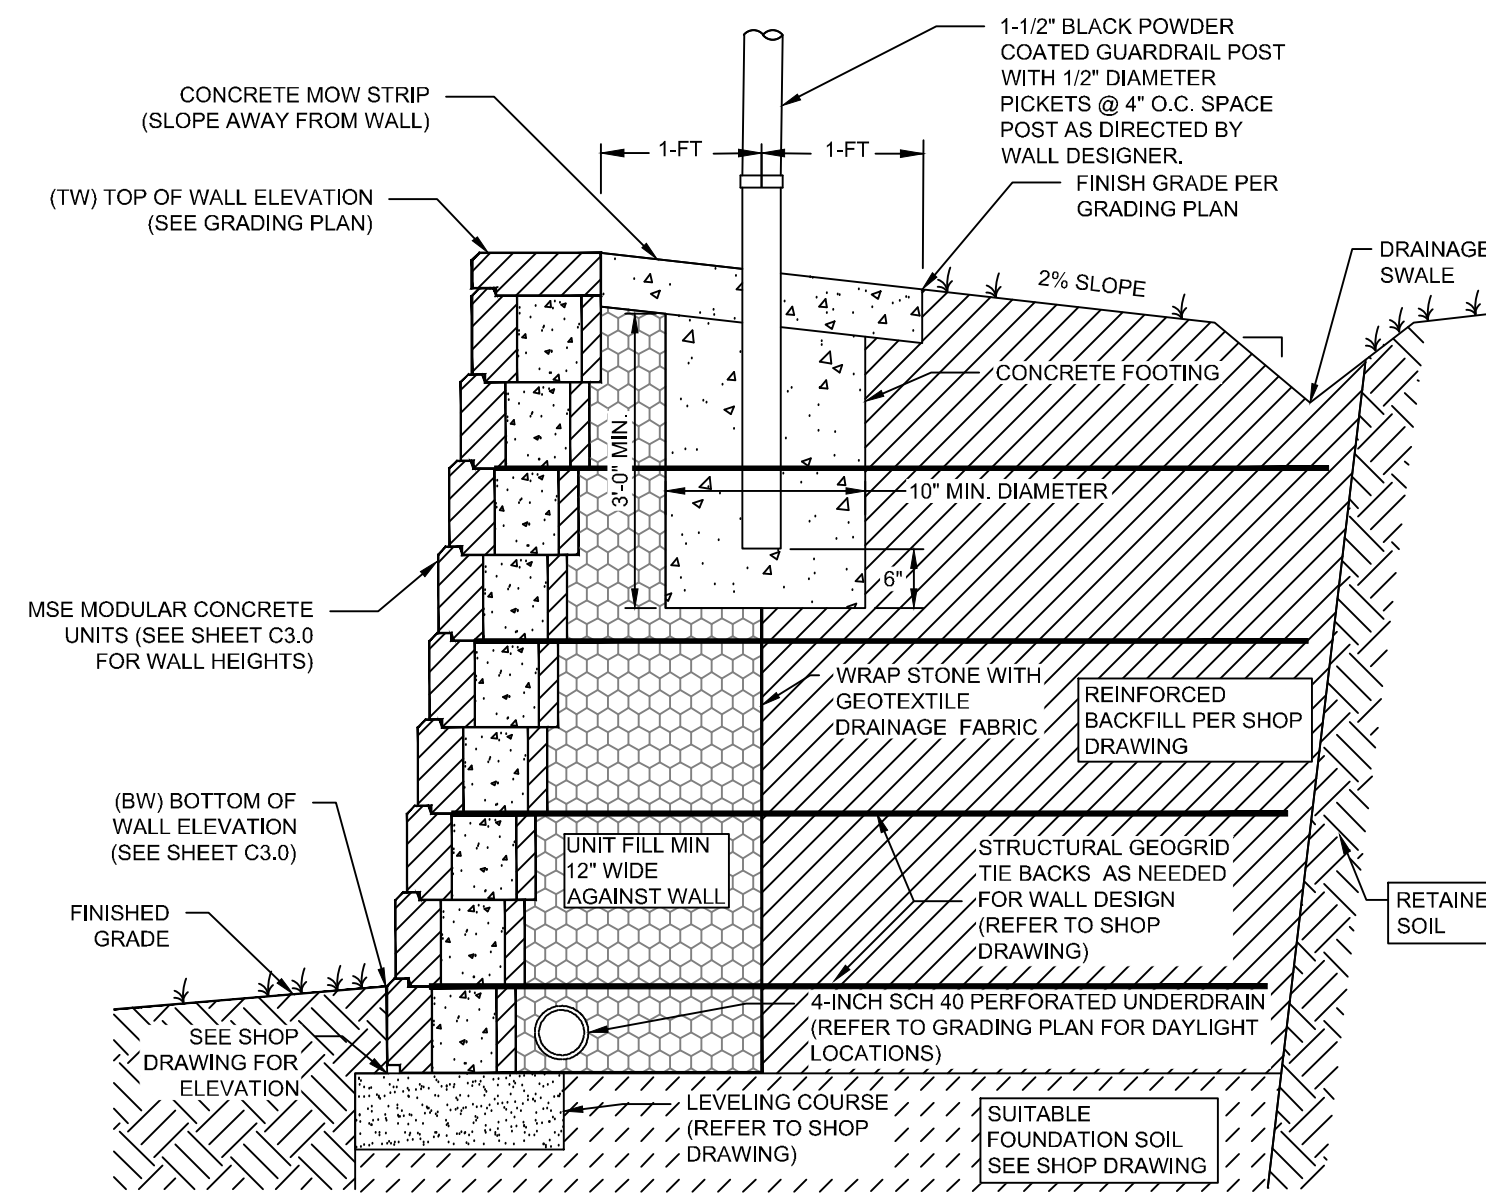 1-1/2" BLACK POWDER
COATED GUARDRAIL POST
WITH 1/2" DIAMETER
PICKETS @ 4" O.C. SPACE
POST AS DIRECTED BY
WALL DESIGNER.
CONCRETE MOW STRIP
(SLOPE AWAY FROM WALL)
1-FT
1-FT
(TW) TOP OF WALL ELEVATION
(SEE GRADING PLAN)
FINISH GRADE PER
GRADING PLAN
DRAINAGE
SWALE
2% SLOPE
CONCRETE FOOTING
3'-0" MIN.
10" MIN. DIAMETER
6"
MSE MODULAR CONCRETE
UNITS (SEE SHEET C3.0
FOR WALL HEIGHTS)
WRAP STONE WITH
GEOTEXTILE
DRAINAGE FABRIC
REINFORCED
BACKFILL PER SHOP
DRAWING
(BW) BOTTOM OF
WALL ELEVATION
(SEE SHEET C3.0)
UNIT FILL MIN
12" WIDE
AGAINST WALL
STRUCTURAL GEOGRID
TIE BACKS AS NEEDED
FOR WALL DESIGN
(REFER TO SHOP
DRAWING)
RETAINE
SOIL
FINISHED
GRADE
4-INCH SCH 40 PERFORATED UNDERDRAIN
(REFER TO GRADING PLAN FOR DAYLIGHT
LOCATIONS)
SEE SHOP
DRAWING FOR
ELEVATION
LEVELING COURSE
(REFER TO SHOP
DRAWING)
SUITABLE
FOUNDATION SOIL
SEE SHOP DRAWING